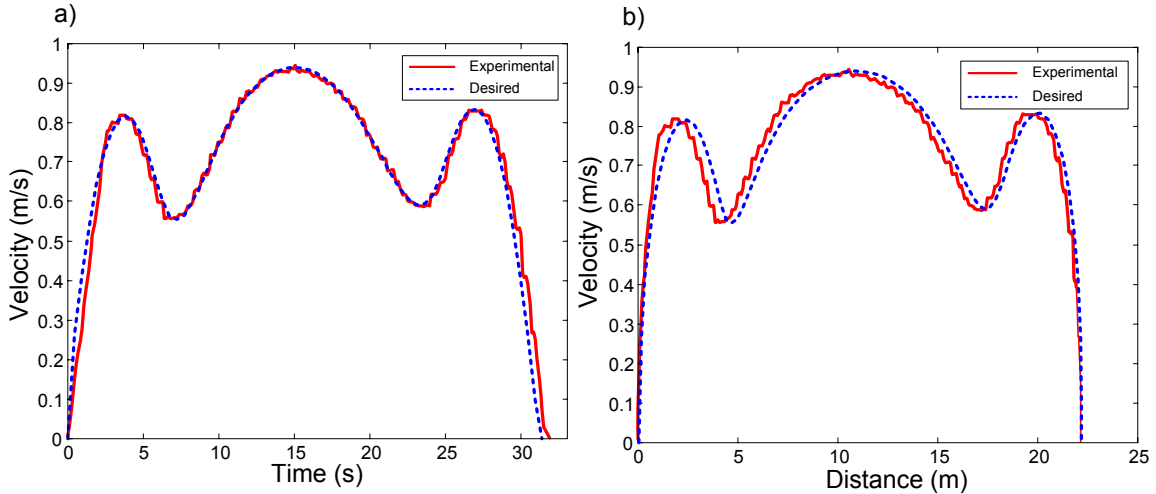 a)
Velocity (m/s)
1
0.9
0.8
0.7
0.6
0.5
0.4
0.3
0.2
0.1
0
0 5 10 15 20 25 30
Time (s)
Experimental
Desired
b)
Velocity (m/s)
1
0.9
0.8
0.7
0.6
0.5
0.4
0.3
0.2
0.1
0
0 5 10 15 20 25
Distance (m)
Experimental
Desired